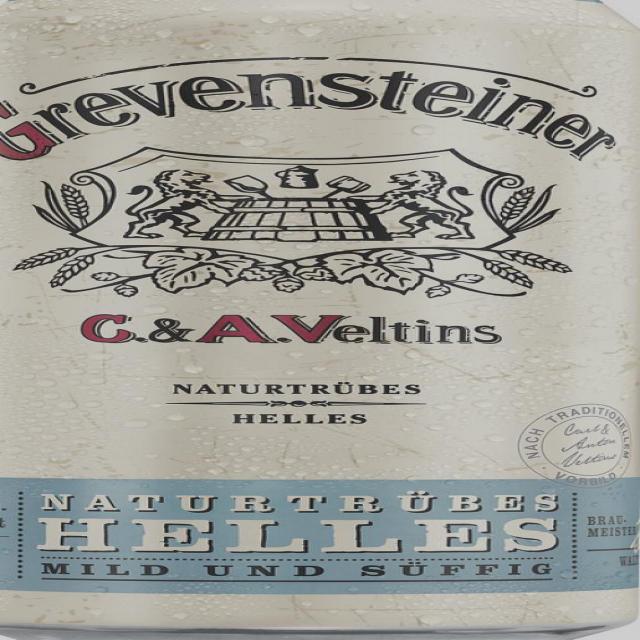 Grevensteiner
C.&A.Veltins
NATURTRÜBES
HELLES
NACH TRADITIONELLEM
Carl &
Anton
Veltins
VORBILD
NATURTRÜBES
HELLES
MILD UND SÜFFIG
BRAU-
MEISTER